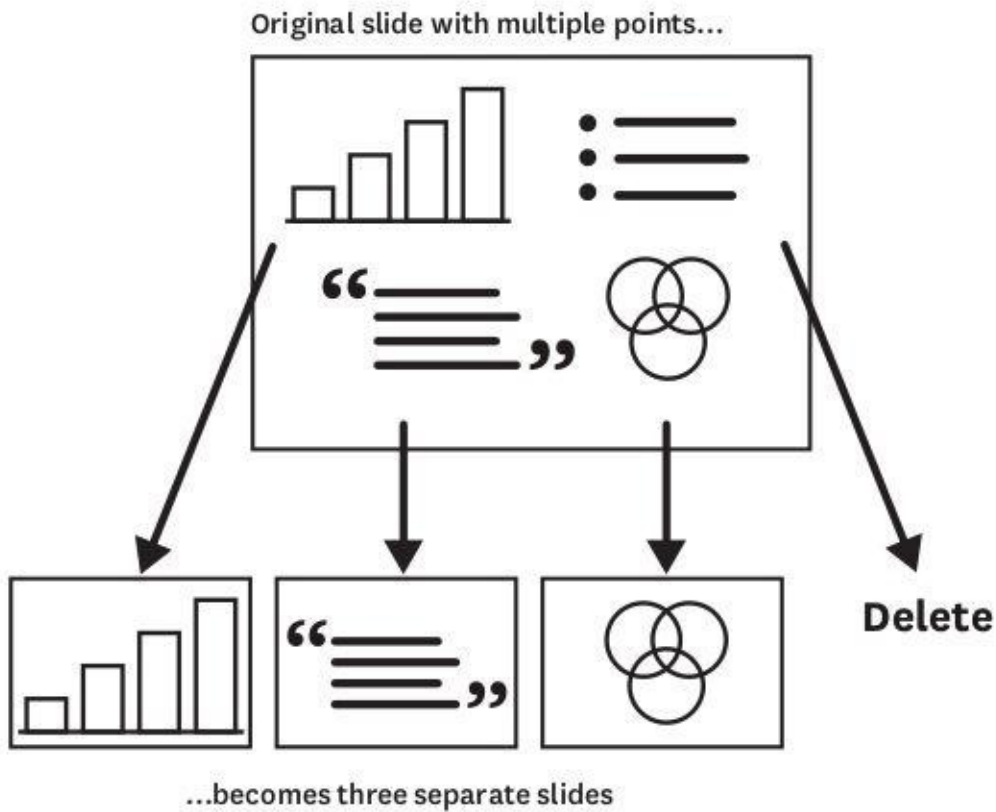 Original slide with multiple points...
“
”
“
”
Delete
...becomes three separate slides